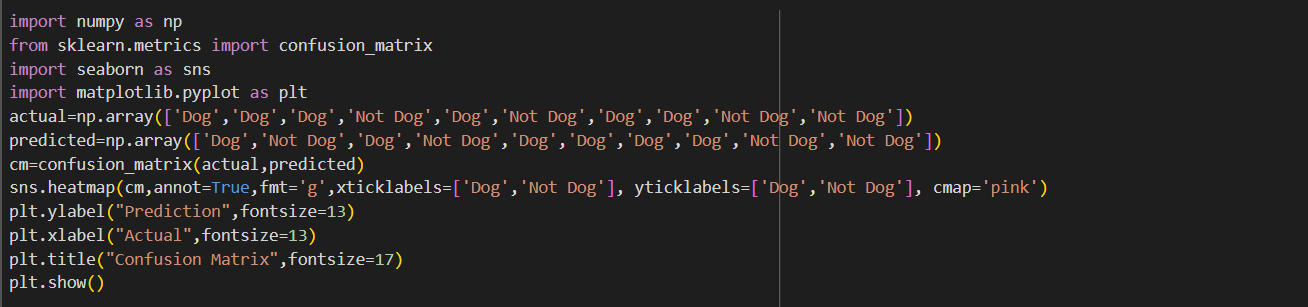 import numpy as np
from sklearn.metrics import confusion_matrix
import seaborn as sns
import matplotlib.pyplot as plt
actual=np.array(['Dog','Dog','Dog','Not Dog','Dog','Not Dog','Dog','Dog','Not Dog','Not Dog'])
predicted=np.array(['Dog','Not Dog','Dog','Not Dog','Dog','Dog','Dog','Dog','Not Dog','Not Dog'])
cm=confusion_matrix(actual,predicted)
sns.heatmap(cm,annot=True,fmt='g',xticklabels=['Dog','Not Dog'], yticklabels=['Dog','Not Dog'], cmap='pink')
plt.ylabel("Prediction",fontsize=13)
plt.xlabel("Actual",fontsize=13)
plt.title("Confusion Matrix",fontsize=17)
plt.show()